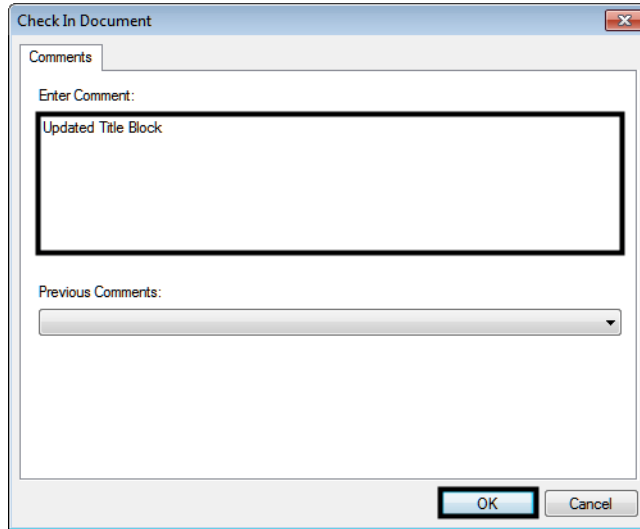 Check In Document
Comments
Enter Comment:
Updated Title Block
Previous Comments:
OK Cancel